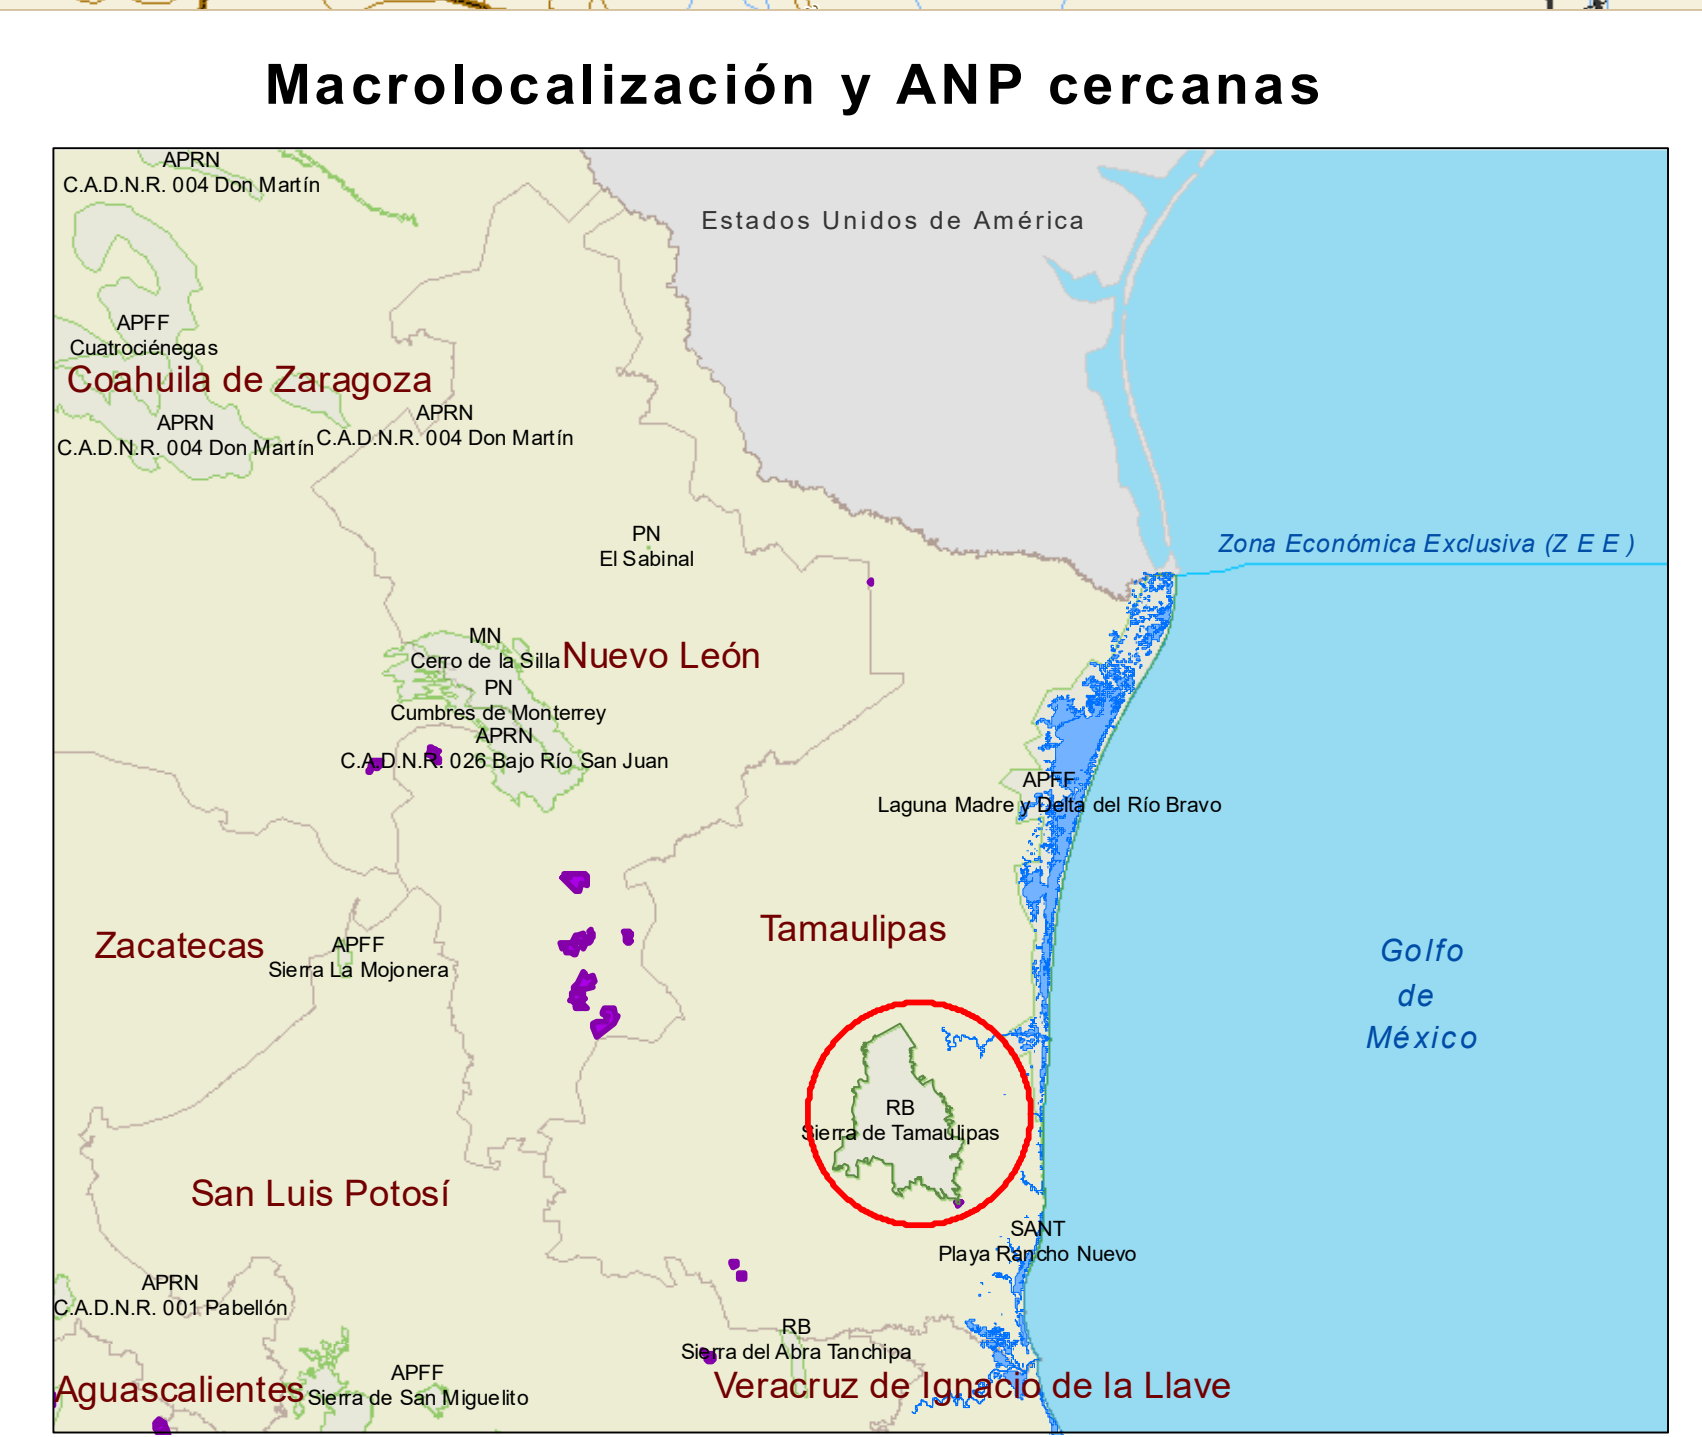 Macrolocalización y ANP cercanas
APRN
C.A.D.N.R. 004 Don Martín
Estados Unidos de América
APFF
Cuatrociénegas
Coahuila de Zaragoza
APRN
C.A.D.N.R. 004 Don Martín
APRN
C.A.D.N.R. 004 Don Martín
PN
El Sabinal
Zona Económica Exclusiva (Z E E )
MN
Cerro de la Silla
Nuevo León
PN
Cumbres de Monterrey
APRN
C.A.D.N.R. 026 Bajo Río San Juan
APFF
Laguna Madre y Delta del Río Bravo
Tamaulipas
Zacatecas
APFF
Sierra La Mojonera
Golfo
de
México
RB
Sierra de Tamaulipas
San Luis Potosí
SANT
Playa Rancho Nuevo
APRN
C.A.D.N.R. 001 Pabellón
RB
Sierra del Abra Tanchipa
Aguascalientes
APFF
Sierra de San Miguelito
Veracruz de Ignacio de la Llave